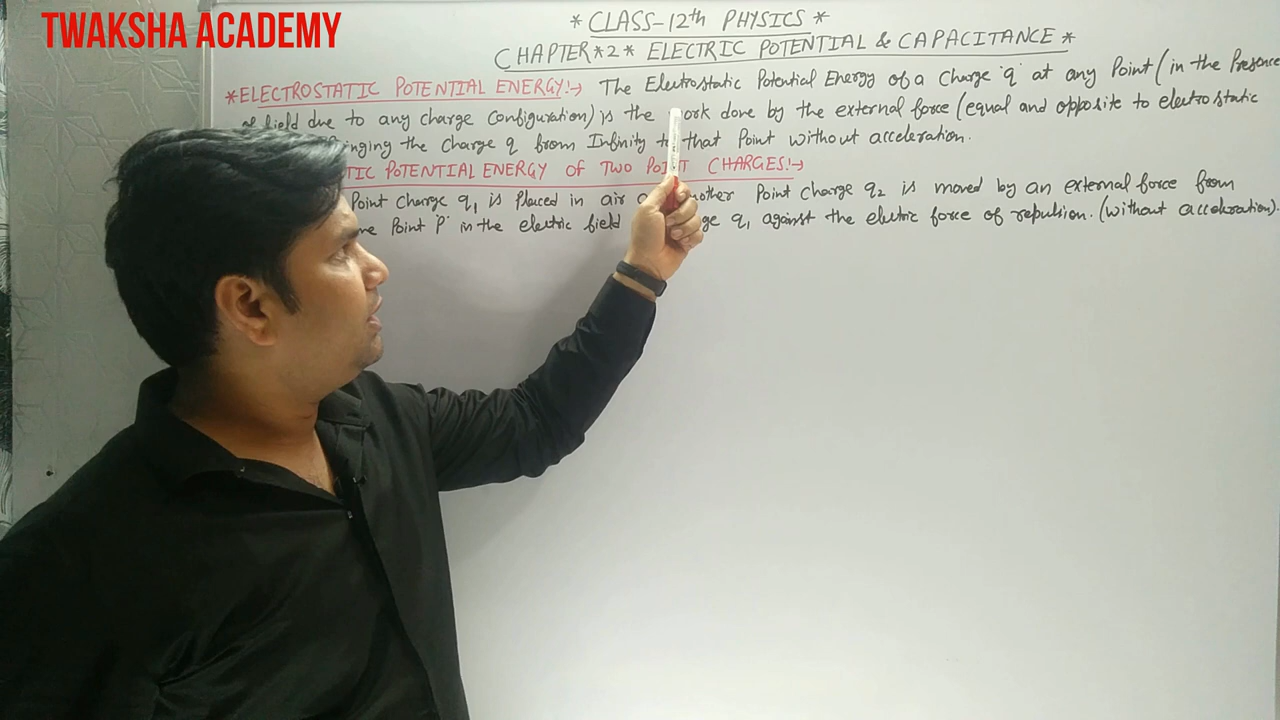 TWAKSHA ACADEMY
* CLASS-12th PHYSICS *
CHAPTER*2* ELECTRIC POTENTIAL & CAPACITANCE *
*ELECTROSTATIC POTENTIAL ENERGY:→ The Electrostatic Potential Energy of a Charge 'q' at any Point (in the Presence
of field due to any charge Configuration) is the work done by the external force (equal and opposite to electrostatic
the Charge q from Infinity to that Point without acceleration.
POTENTIAL ENERGY OF TWO POINT CHARGES:→
Point charge q1 is Placed in air another Point Charge q2 is moved by an external force from
Point 'P' in the electric field q1 against the electric force of repulsion. (without acceleration).